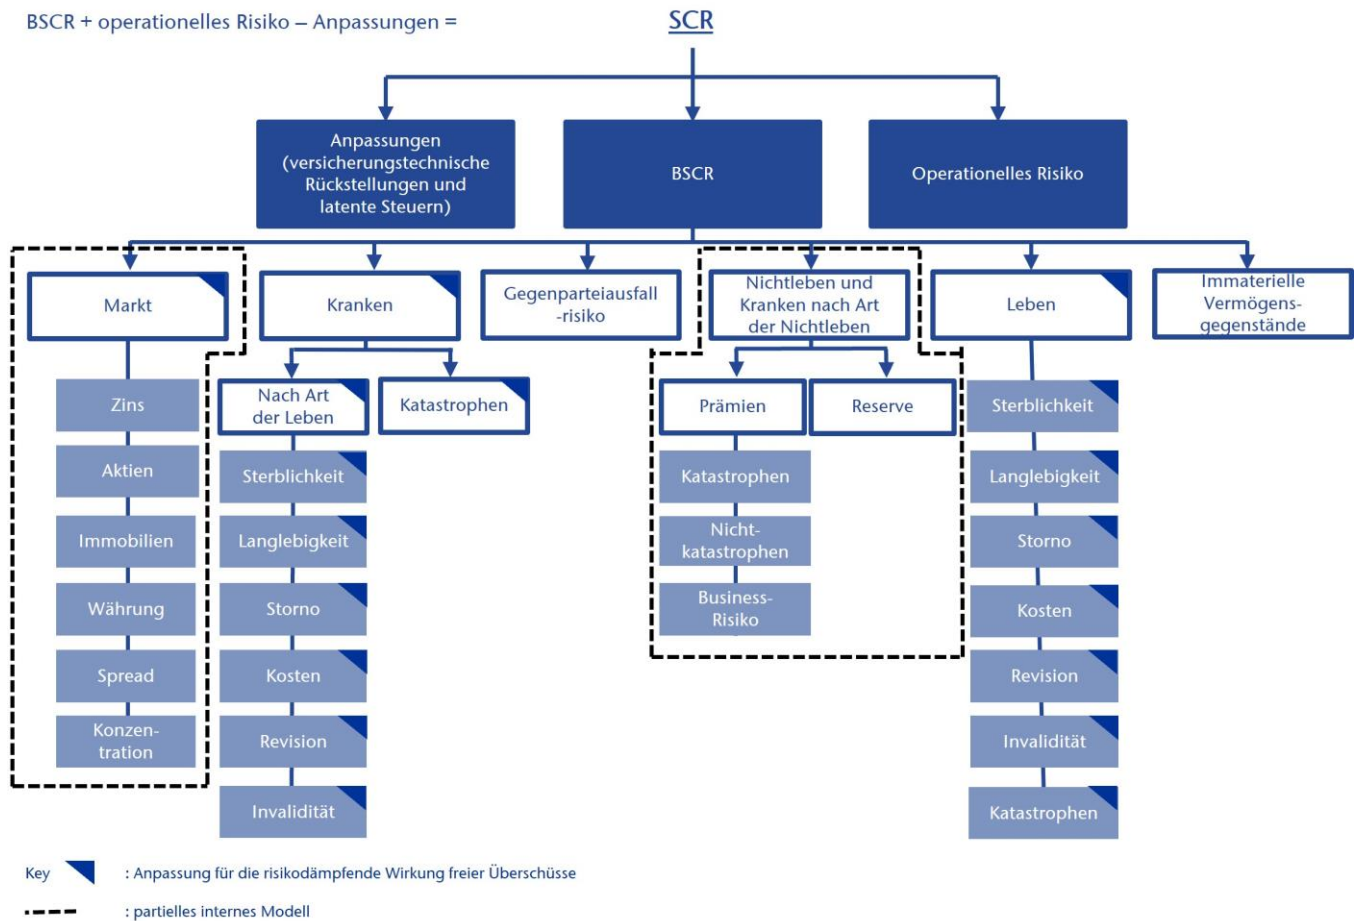 BSCR + operationelles Risiko – Anpassungen =
SCR
Anpassungen
(versicherungstechnische
Rückstellungen und
latente Steuern)
BSCR
Operationelles Risiko
Markt
Kranken
Gegenparteiausfall
-risiko
Nichtleben und
Kranken nach Art
der Nichtleben
Leben
Immaterielle
Vermögens-
gegenstände
Zins
Aktien
Immobilien
Währung
Spread
Konzen-
tration
Nach Art
der Leben
Katastrophen
Sterblichkeit
Langlebigkeit
Storno
Kosten
Revision
Invalidität
Prämien
Reserve
Katastrophen
Nicht-
katastrophen
Business-
Risiko
Sterblichkeit
Langlebigkeit
Storno
Kosten
Revision
Invalidität
Katastrophen
Key : Anpassung für die risikodämpfende Wirkung freier Überschüsse
: partielles internes Modell